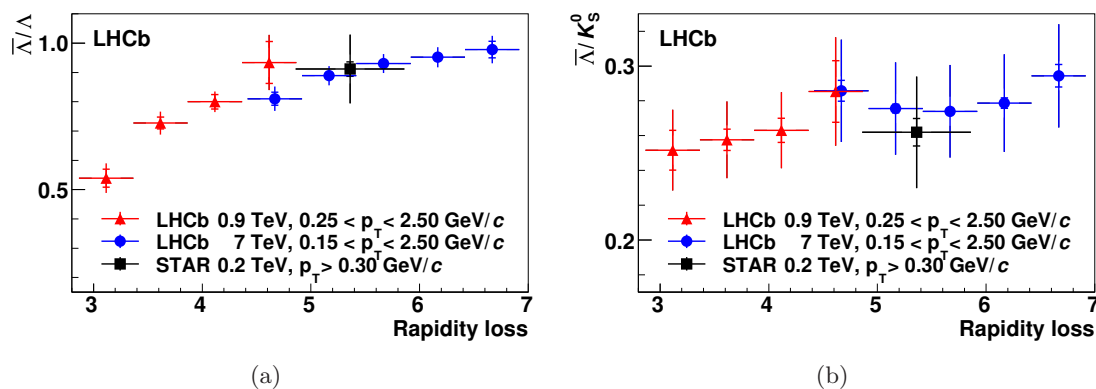 Λ̅/Λ
LHCb
1.0
0.5
LHCb 0.9 TeV, 0.25 < p_T < 2.50 GeV/c
LHCb 7 TeV, 0.15 < p_T < 2.50 GeV/c
STAR 0.2 TeV, p_T > 0.30 GeV/c
3 4 5 6 7
Rapidity loss
(a)
Λ̅/K_S^0
LHCb
0.3
0.2
LHCb 0.9 TeV, 0.25 < p_T < 2.50 GeV/c
LHCb 7 TeV, 0.15 < p_T < 2.50 GeV/c
STAR 0.2 TeV, p_T > 0.30 GeV/c
3 4 5 6 7
Rapidity loss
(b)